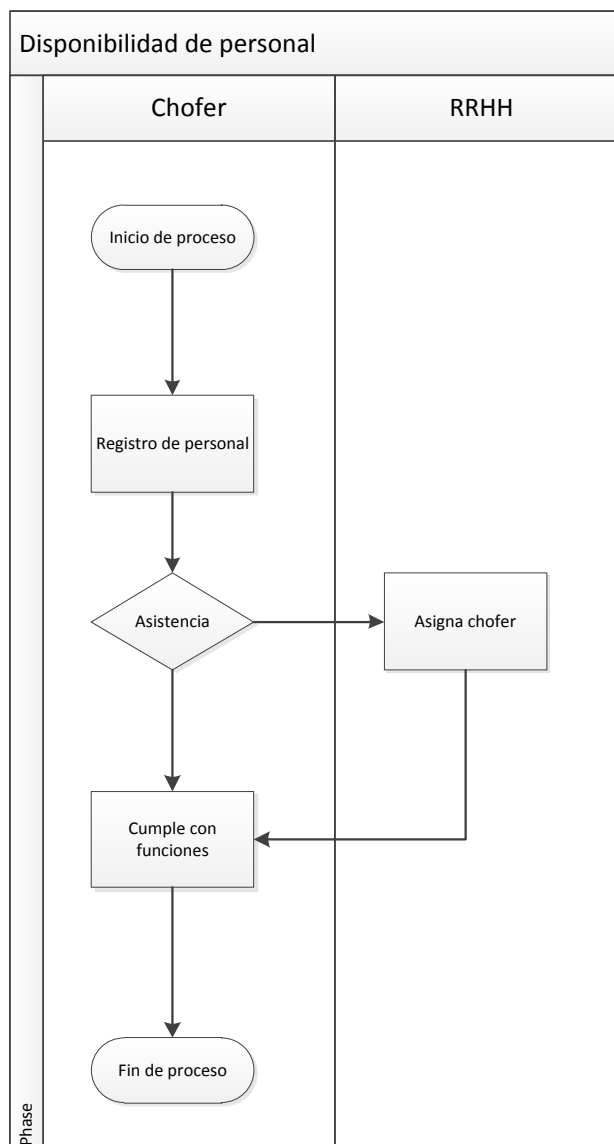 Disponibilidad de personal
Chofer
RRHH
Inicio de proceso
Registro de personal
Asistencia
Asigna chofer
Cumple con
funciones
Fin de proceso
Phase